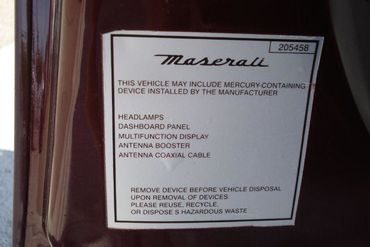 205458
Maserati
THIS VEHICLE MAY INCLUDE MERCURY-CONTAINING
DEVICE INSTALLED BY THE MANUFACTURER
HEADLAMPS
DASHBOARD PANEL
MULTIFUNCTION DISPLAY
ANTENNA BOOSTER
ANTENNA COAXIAL CABLE
REMOVE DEVICE BEFORE VEHICLE DISPOSAL
UPON REMOVAL OF DEVICES
PLEASE REUSE, RECYCLE,
OR DISPOSE S HAZARDOUS WASTE